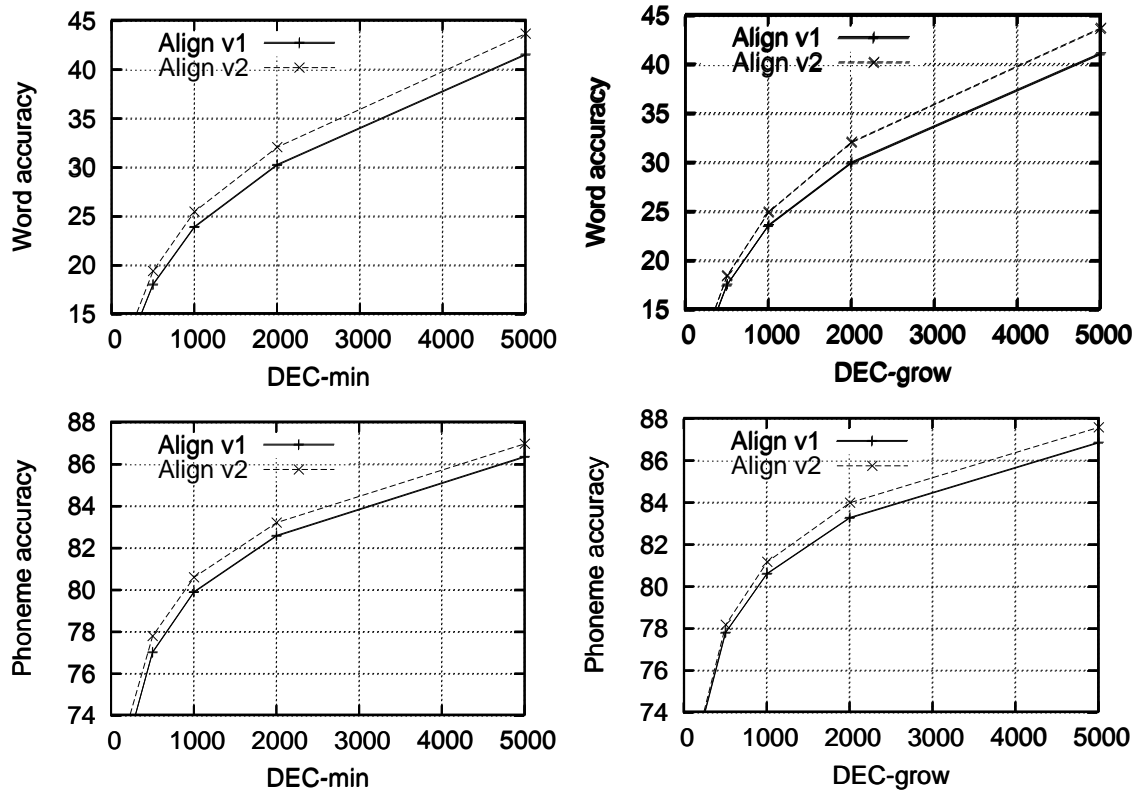 45
40
35
30
25
20
15
Word accuracy
Align v1
Align v2
0 1000 2000 3000 4000 5000
DEC-min
45
40
35
30
25
20
15
Word accuracy
Align v1
Align v2
0 1000 2000 3000 4000 5000
DEC-grow
88
86
84
82
80
78
76
74
Phoneme accuracy
Align v1
Align v2
0 1000 2000 3000 4000 5000
DEC-min
88
86
84
82
80
78
76
74
Phoneme accuracy
Align v1
Align v2
0 1000 2000 3000 4000 5000
DEC-grow